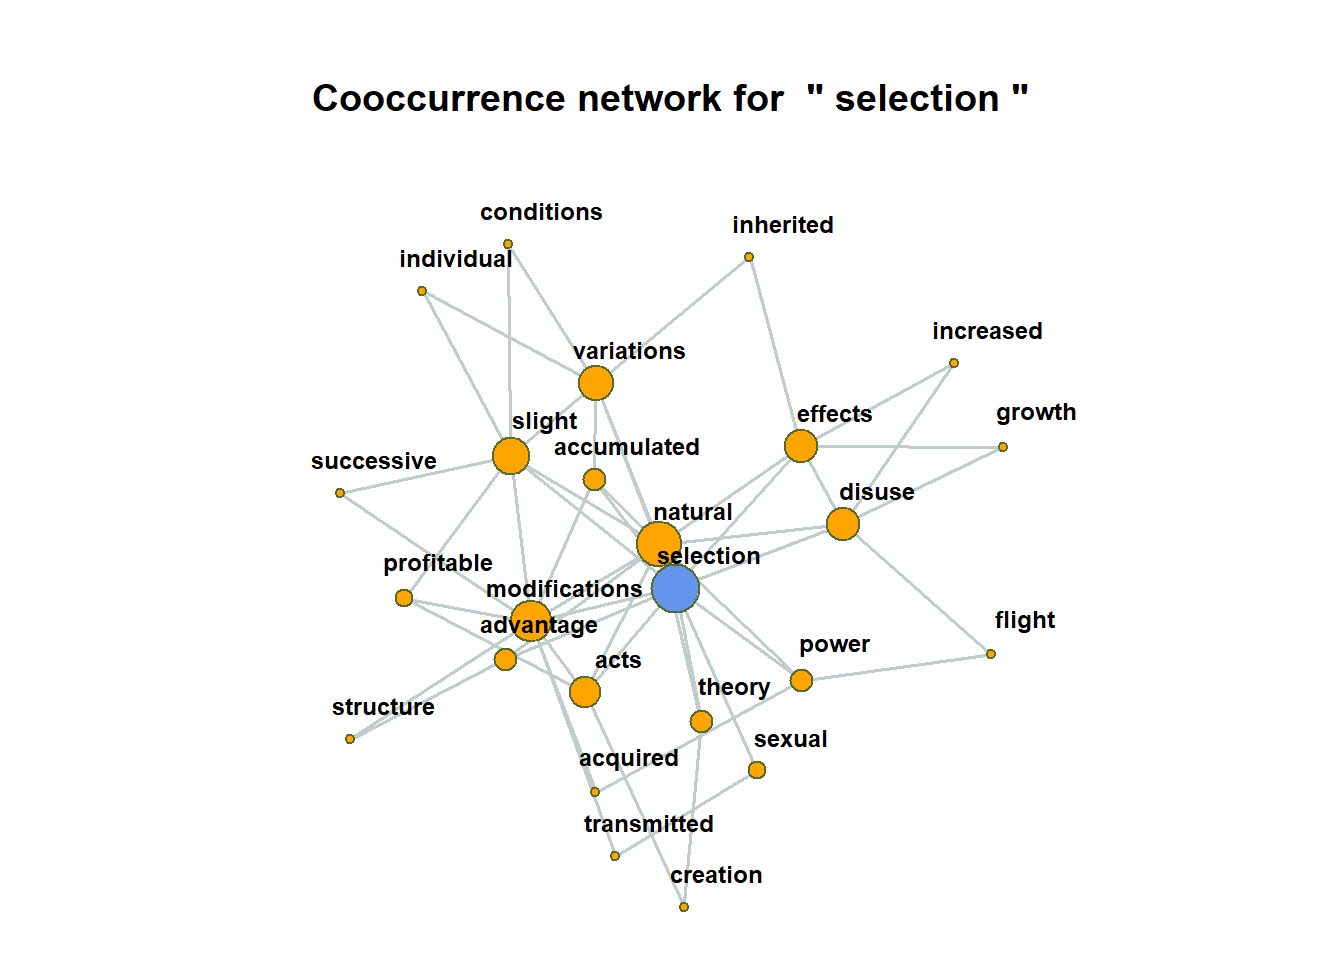 Cooccurrence network for " selection "
conditions
inherited
individual
increased
variations
growth
effects
slight
accumulated
successive
disuse
natural
selection
profitable
modifications
flight
advantage
power
acts
theory
structure
sexual
acquired
transmitted
creation